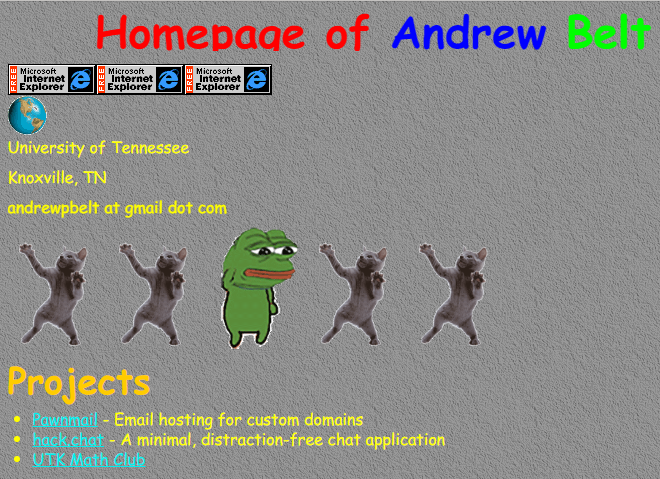 Homepage of Andrew Belt
FREE Microsoft Internet Explorer FREE Microsoft Internet Explorer FREE Microsoft Internet Explorer
University of Tennessee
Knoxville, TN
andrewpbelt at gmail dot com
Projects
Pawnmail - Email hosting for custom domains
hack.chat - A minimal, distraction-free chat application
UTK Math Club